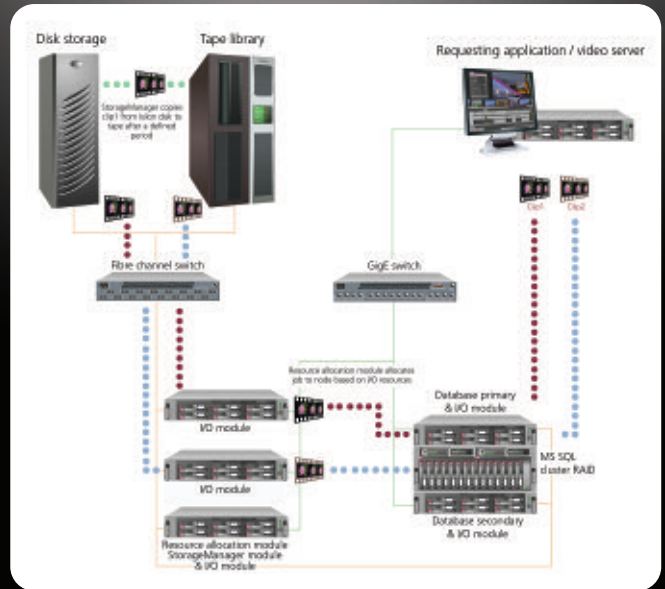 Disk storage
Tape library
Requesting application / video server
StorageManager copies
clip1 from Isilon disk to
tape after a defined
period
Clip1
Clip2
Fibre channel switch
GigE switch
Resource allocation module allocates
job to node based on I/O resources
Database primary
& I/O module
I/O module
MS SQL
cluster RAID
I/O module
Database secondary
& I/O module
Resource allocation module
StorageManager module
& I/O module